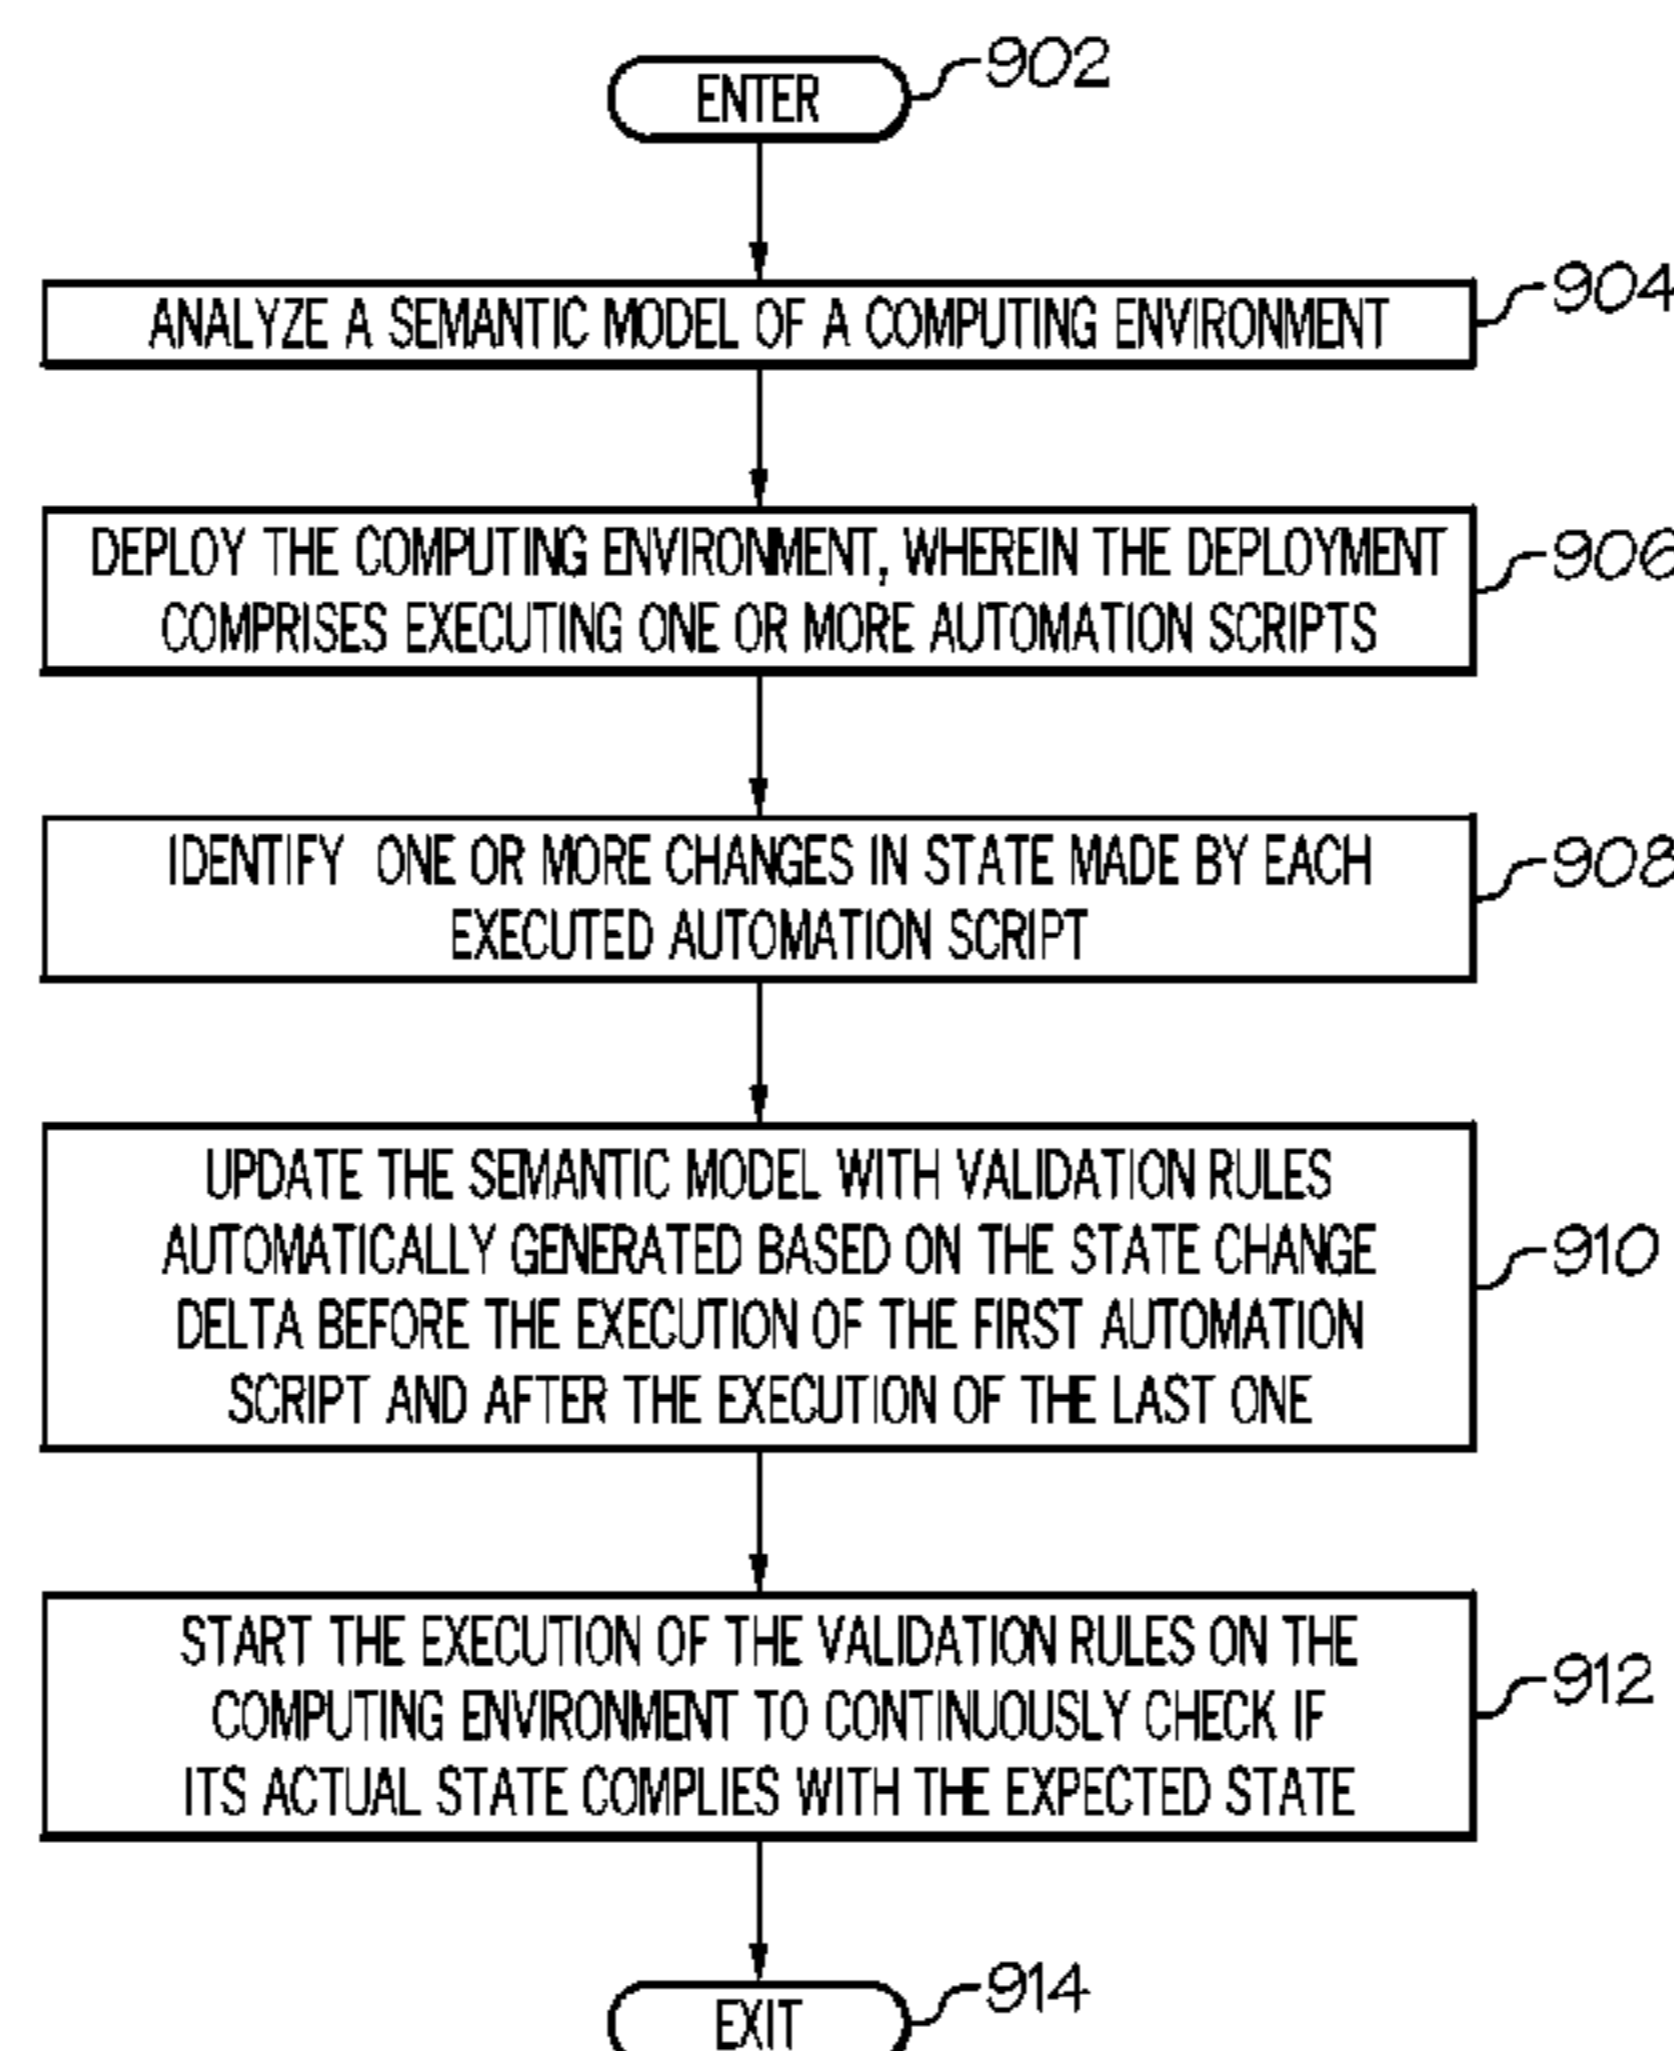 ENTER
902
ANALYZE A SEMANTIC MODEL OF A COMPUTING ENVIRONMENT
904
DEPLOY THE COMPUTING ENVIRONMENT, WHEREIN THE DEPLOYMENT
COMPRISES EXECUTING ONE OR MORE AUTOMATION SCRIPTS
906
IDENTIFY ONE OR MORE CHANGES IN STATE MADE BY EACH
EXECUTED AUTOMATION SCRIPT
908
UPDATE THE SEMANTIC MODEL WITH VALIDATION RULES
AUTOMATICALLY GENERATED BASED ON THE STATE CHANGE
DELTA BEFORE THE EXECUTION OF THE FIRST AUTOMATION
SCRIPT AND AFTER THE EXECUTION OF THE LAST ONE
910
START THE EXECUTION OF THE VALIDATION RULES ON THE
COMPUTING ENVIRONMENT TO CONTINUOUSLY CHECK IF
ITS ACTUAL STATE COMPLIES WITH THE EXPECTED STATE
912
EXIT
914